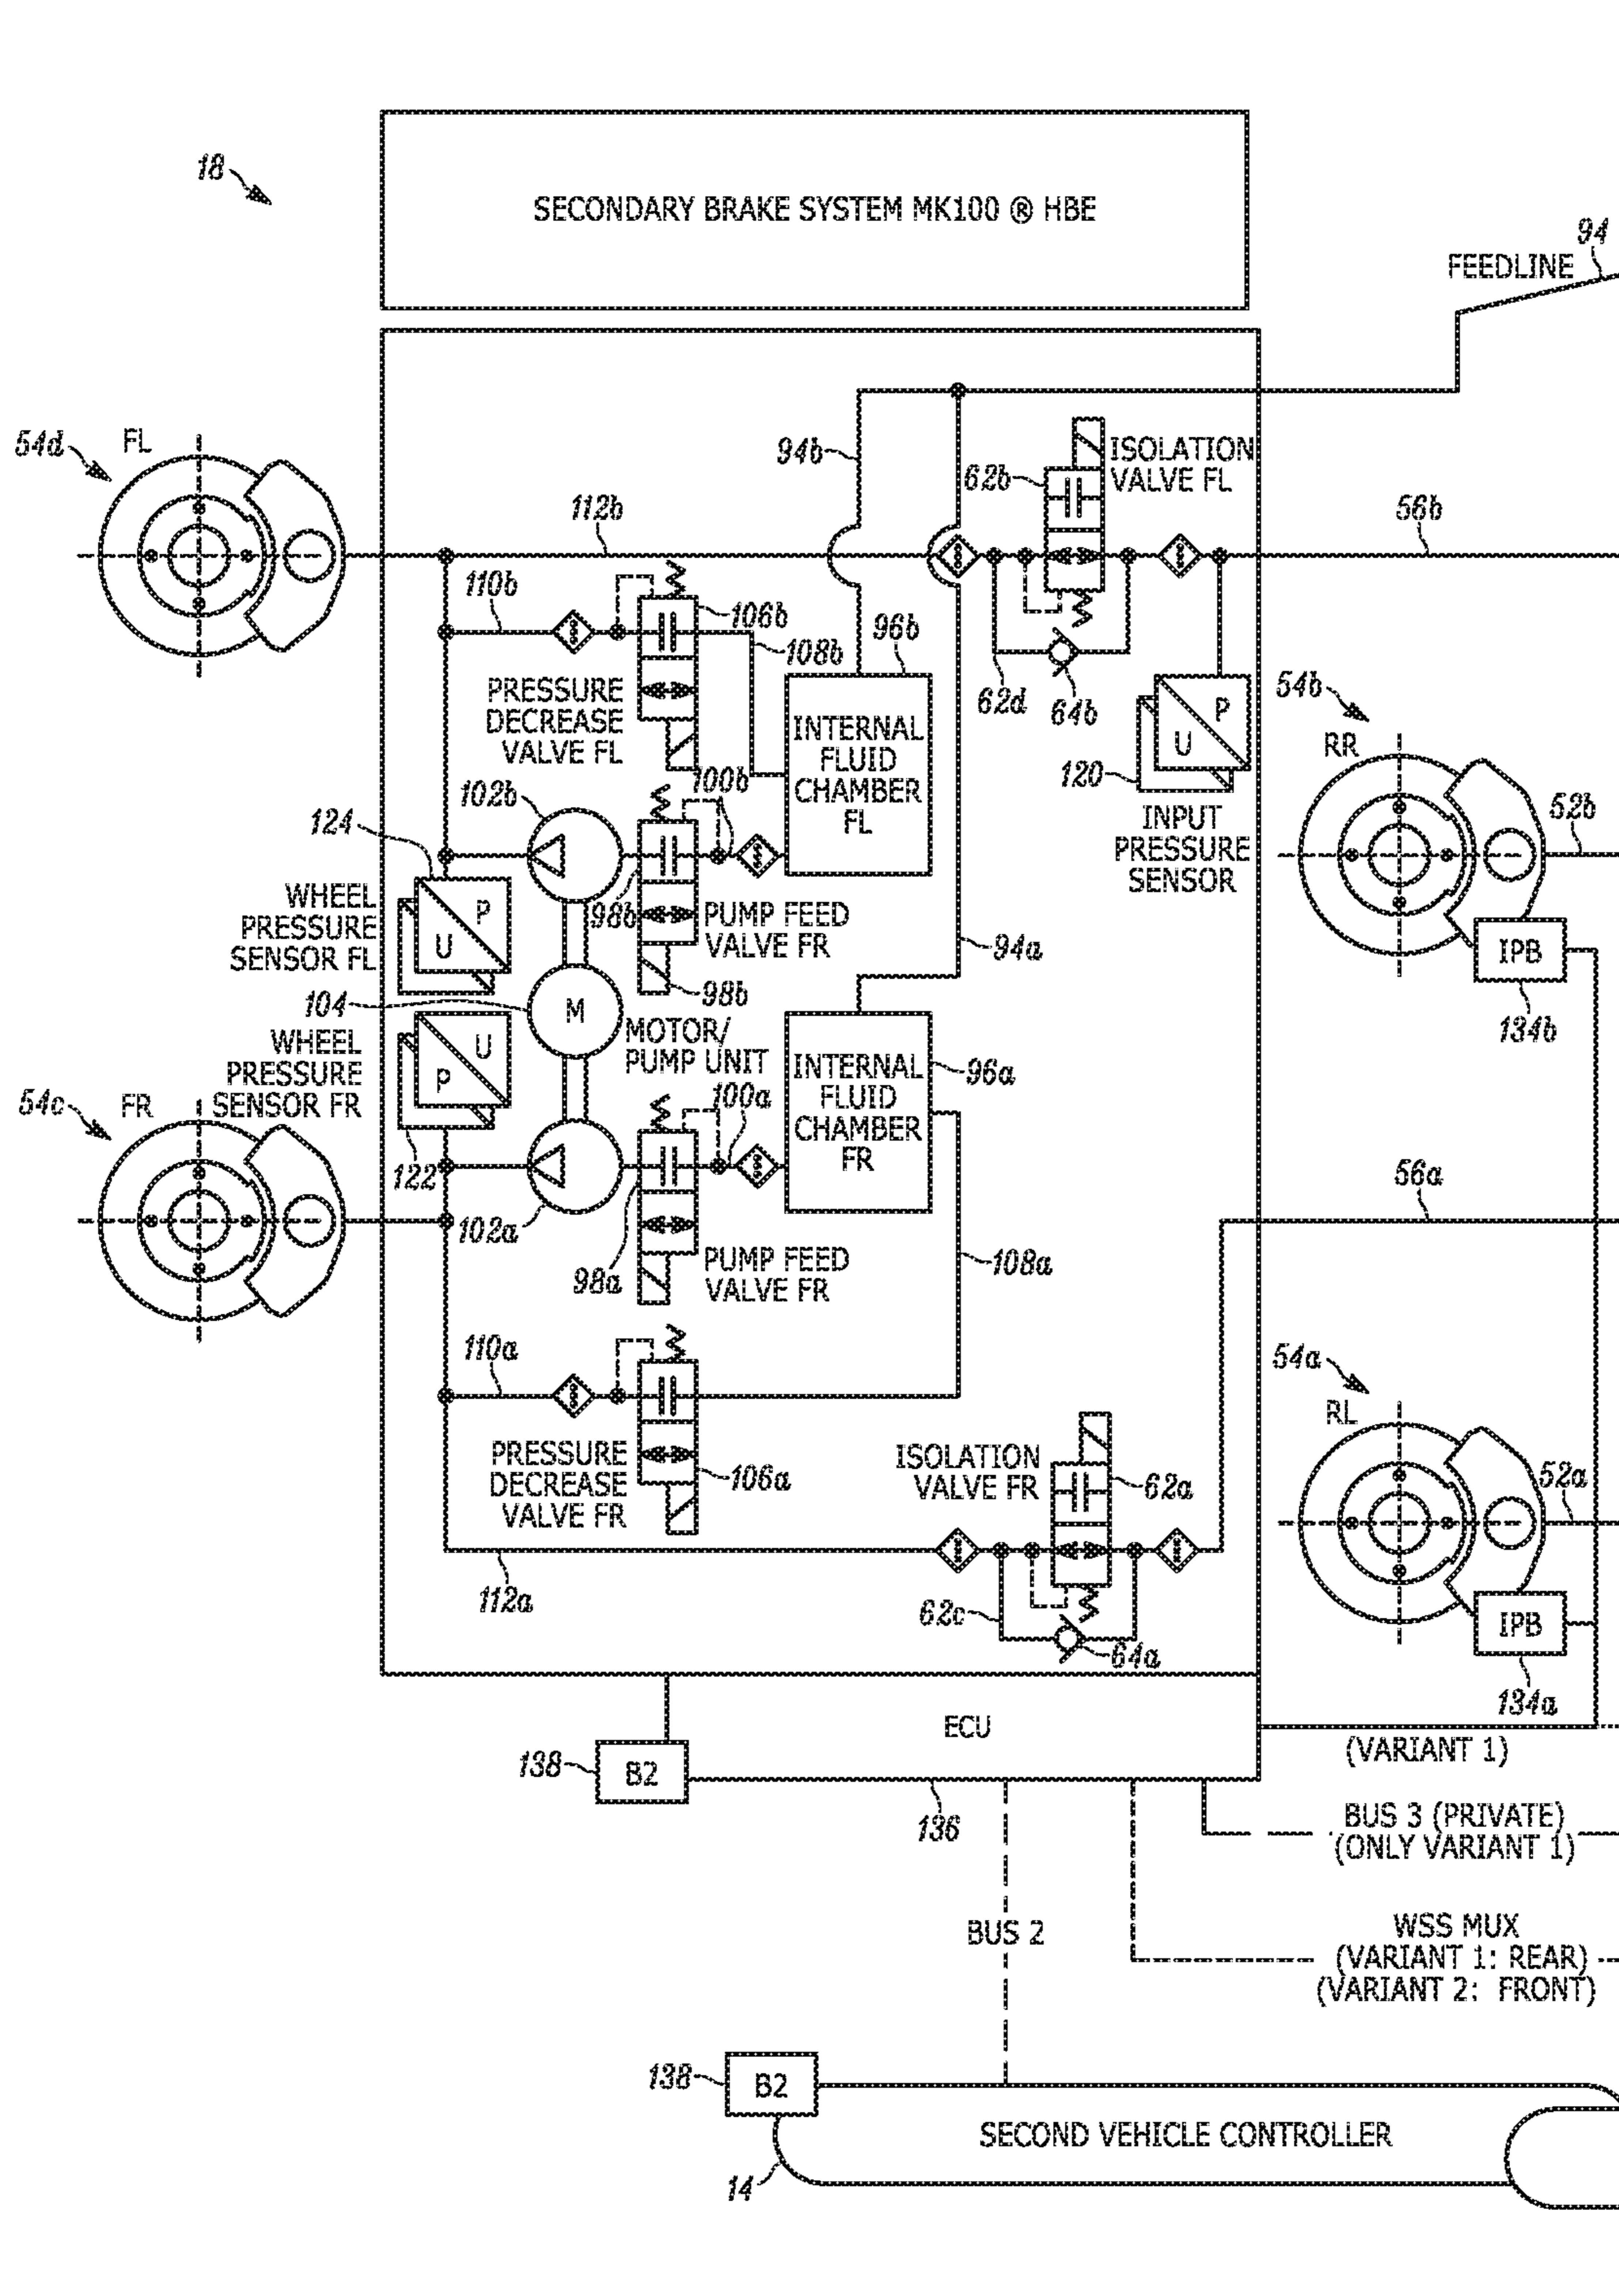 18
SECONDARY BRAKE SYSTEM MK100 ® HBE
94
FEEDLINE
54d
FL
94b
62b
ISOLATION
VALVE FL
112b
56b
110b
106b
108b
96b
62d
64b
54b
RR
PRESSURE
DECREASE
VALVE FL
INTERNAL
FLUID
CHAMBER
FL
P
U
120
INPUT
PRESSURE
SENSOR
102b
100b
52b
124
WHEEL
PRESSURE
SENSOR FL
P
U
98b
PUMP FEED
VALVE FR
94a
IPB
98b
134b
104
M
MOTOR/
PUMP UNIT
WHEEL
PRESSURE
SENSOR FR
U
P
INTERNAL
FLUID
CHAMBER
FR
96a
54c
FR
100a
122
56a
102a
98a
PUMP FEED
VALVE FR
108a
110a
54a
RL
PRESSURE
DECREASE
VALVE FR
106a
ISOLATION
VALVE FR
62a
52a
112a
62c
64a
IPB
134a
ECU
(VARIANT 1)
138
B2
136
BUS 3 (PRIVATE)
(ONLY VARIANT 1)
BUS 2
WSS MUX
(VARIANT 1: REAR)
(VARIANT 2: FRONT)
138
B2
SECOND VEHICLE CONTROLLER
14